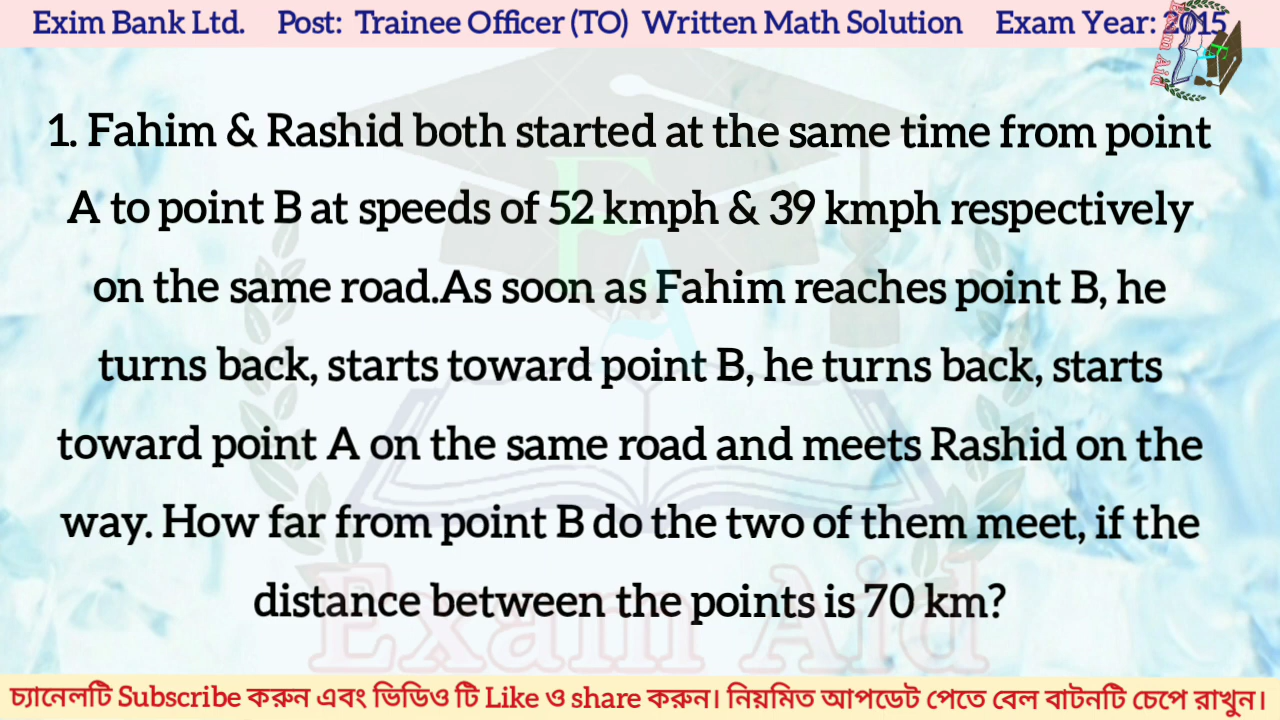 Exim Bank Ltd. Post: Trainee Officer (TO) Written Math Solution Exam Year: 2015
Exam Aid
1. Fahim & Rashid both started at the same time from point
A to point B at speeds of 52 kmph & 39 kmph respectively
on the same road.As soon as Fahim reaches point B, he
turns back, starts toward point B, he turns back, starts
toward point A on the same road and meets Rashid on the
way. How far from point B do the two of them meet, if the
distance between the points is 70 km?
Exam Aid
চ্যানেলটি Subscribe করুন এবং ভিডিও টি Like ও share করুন। নিয়মিত আপডেট পেতে বেল বাটনটি চেপে রাখুন।